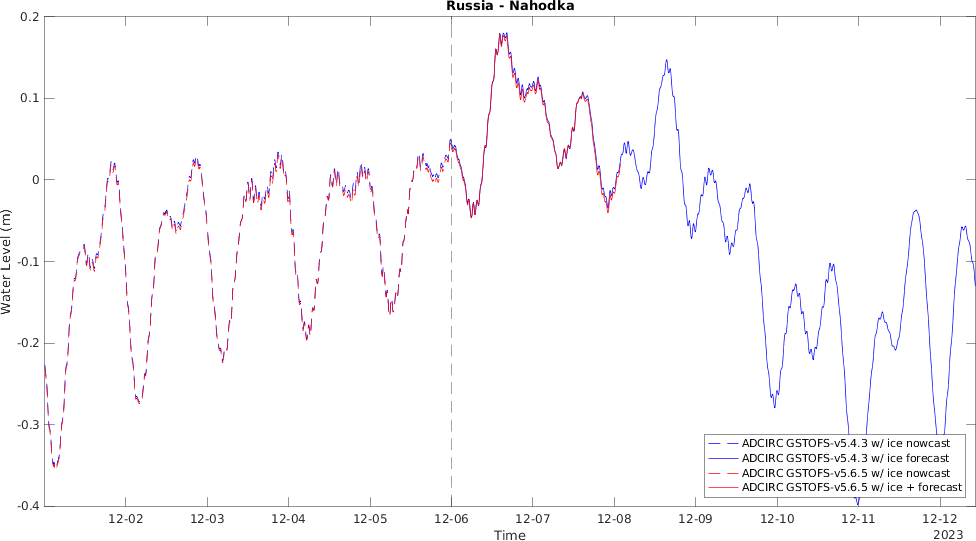 Russia - Nahodka
0.2
0.1
0
-0.1
-0.2
-0.3
-0.4
Water Level (m)
ADCIRC GSTOFS-v5.4.3 w/ ice nowcast
ADCIRC GSTOFS-v5.4.3 w/ ice forecast
ADCIRC GSTOFS-v5.6.5 w/ ice nowcast
ADCIRC GSTOFS-v5.6.5 w/ ice + forecast
12-02 12-03 12-04 12-05 12-06 12-07 12-08 12-09 12-10 12-11 12-12
Time
2023